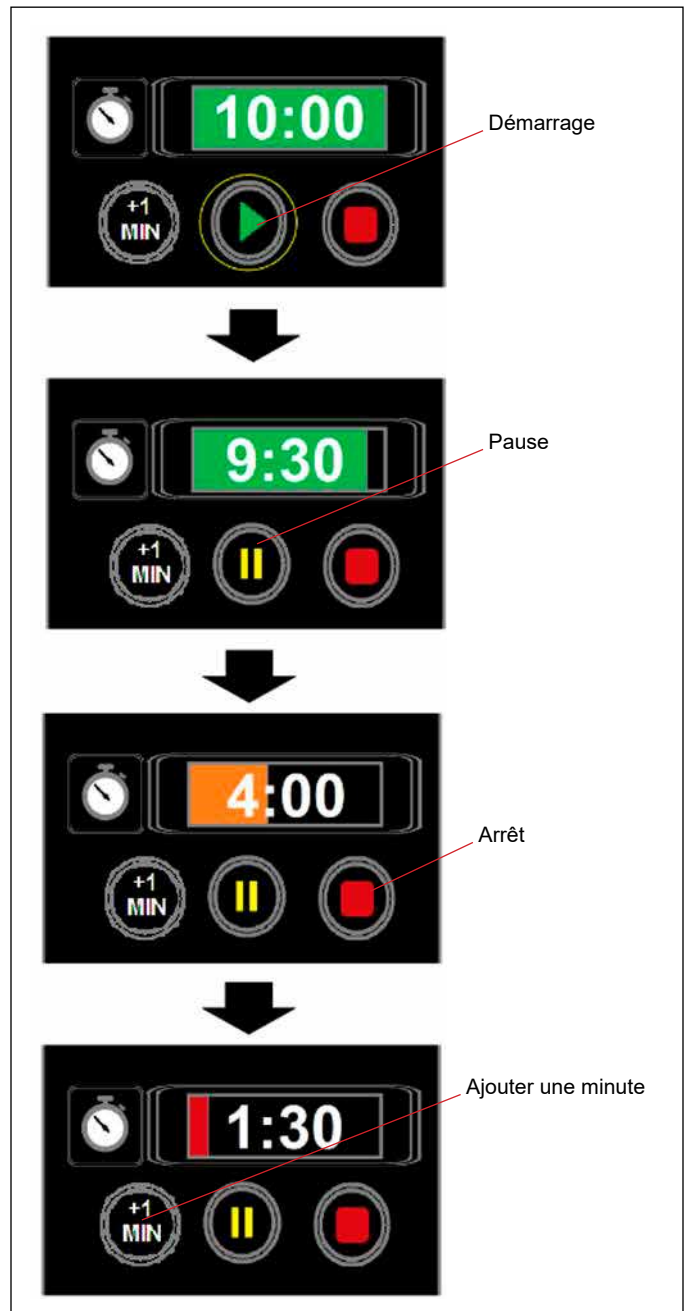 10:00
Démarrage
+1
MIN
9:30
Pause
+1
MIN
4:00
Arrêt
+1
MIN
1:30
Ajouter une minute
+1
MIN